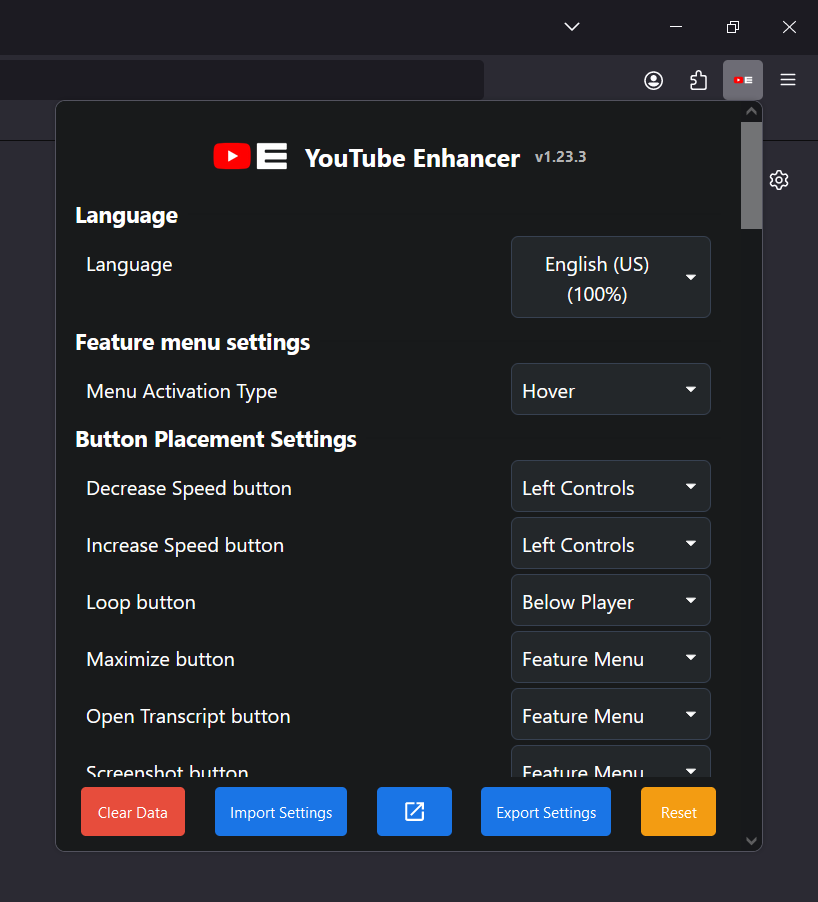 YouTube Enhancer v1.23.3
Language
Language
English (US)
(100%)
Feature menu settings
Menu Activation Type
Hover
Button Placement Settings
Decrease Speed button
Left Controls
Increase Speed button
Left Controls
Loop button
Below Player
Maximize button
Feature Menu
Open Transcript button
Feature Menu
Screenshot button
Feature Menu
Clear Data
Import Settings
Export Settings
Reset